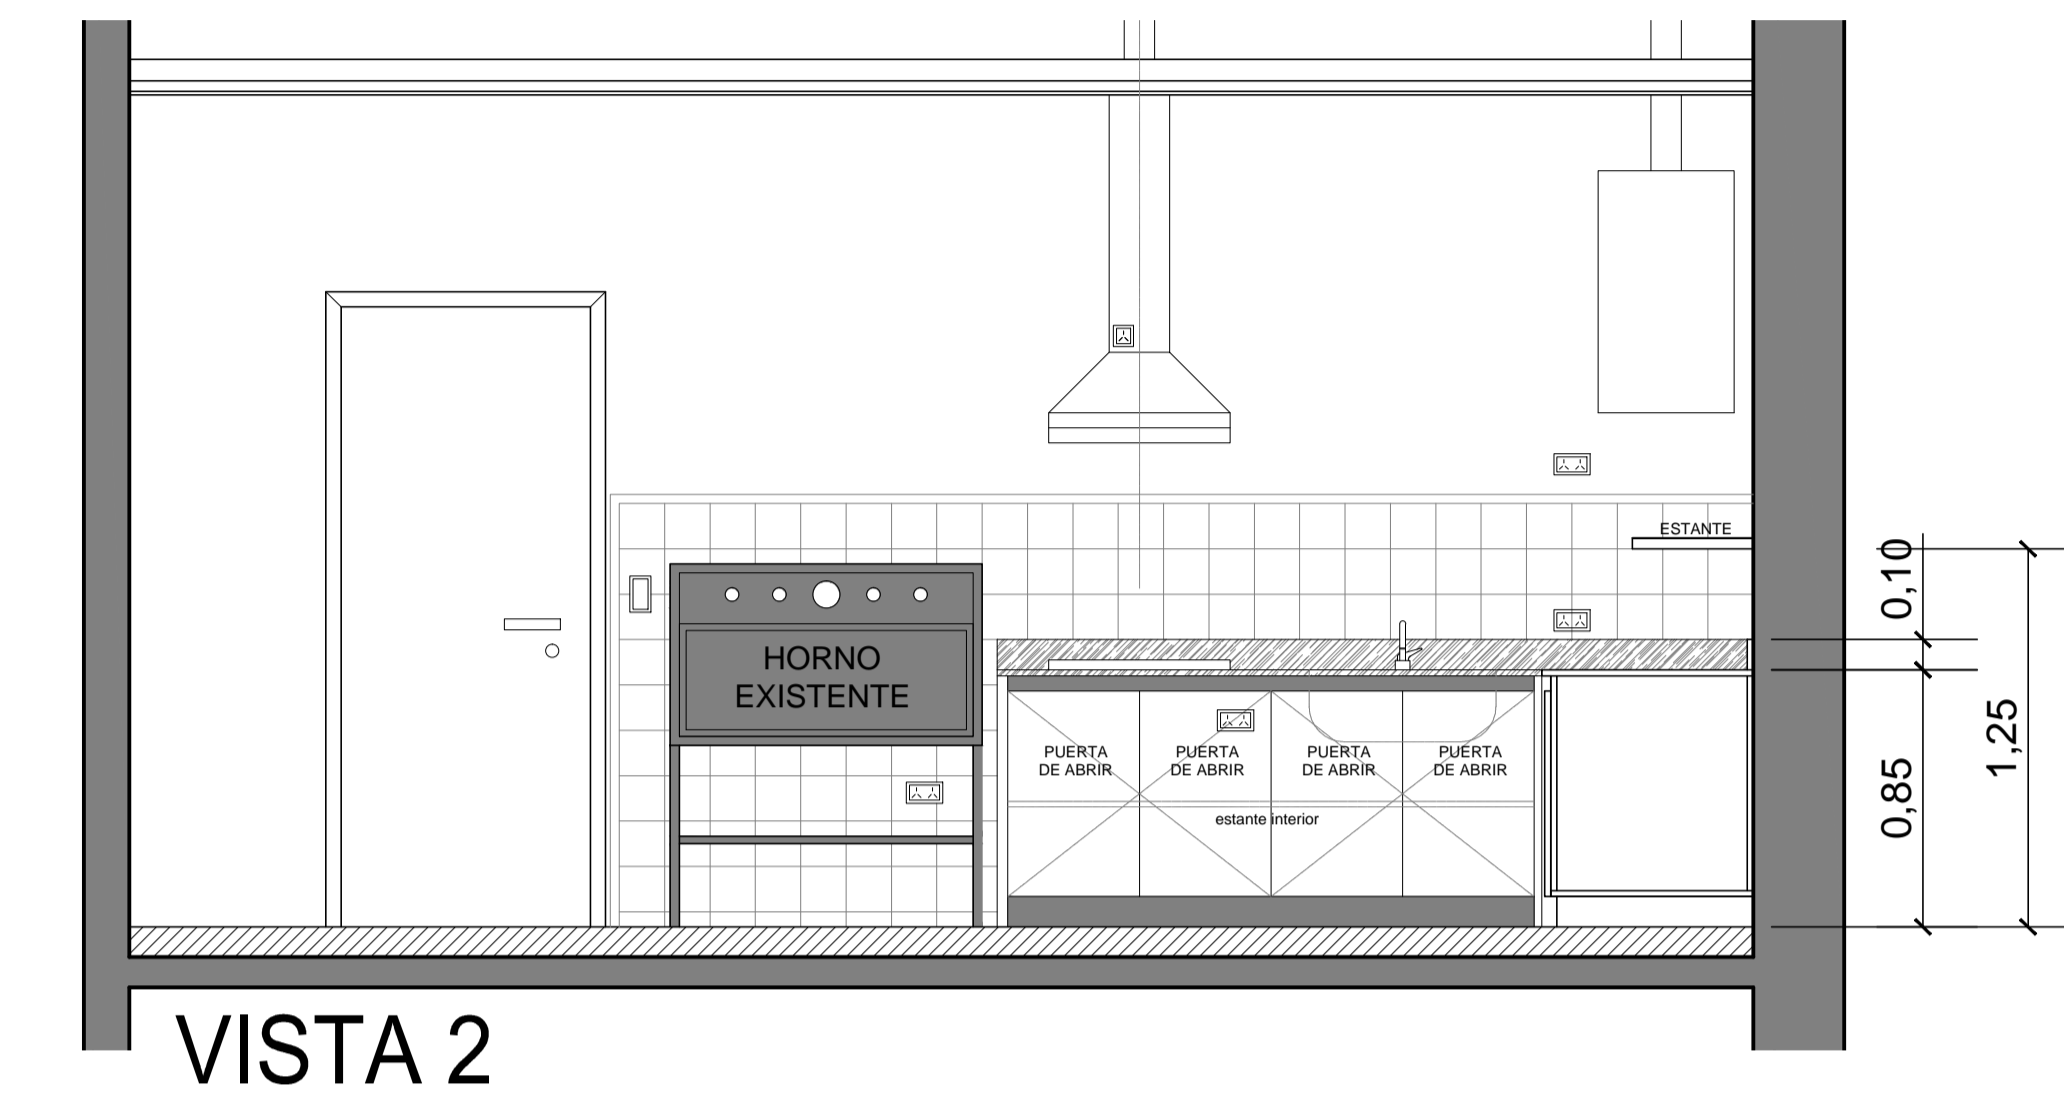 ESTANTE
0,10
HORNO
EXISTENTE
1,25
PUERTA
DE ABRIR
PUERTA
DE ABRIR
PUERTA
DE ABRIR
PUERTA
DE ABRIR
0,85
estante interior
VISTA 2